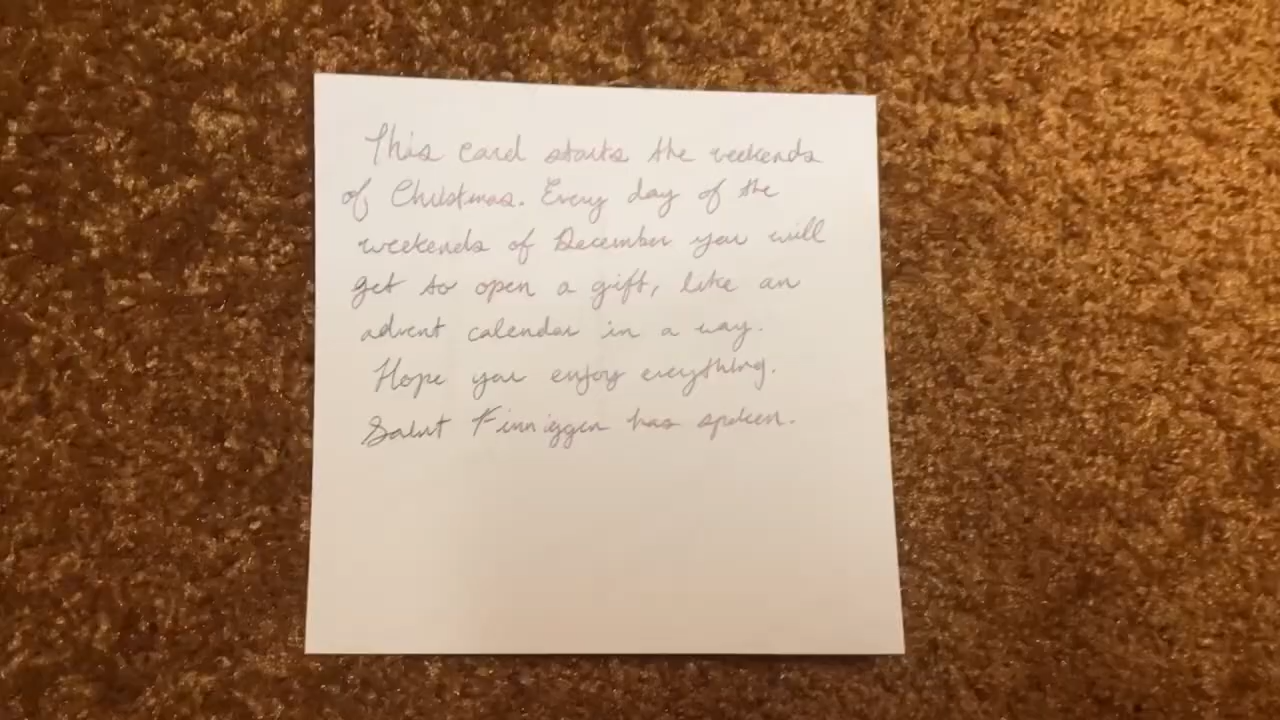 This card starts the weekends
of Christmas. Every day of the
weekends of December you will
get to open a gift, like an
advent calendar in a way.
Hope you enjoy everything.
Saint Finniggen has spoken.